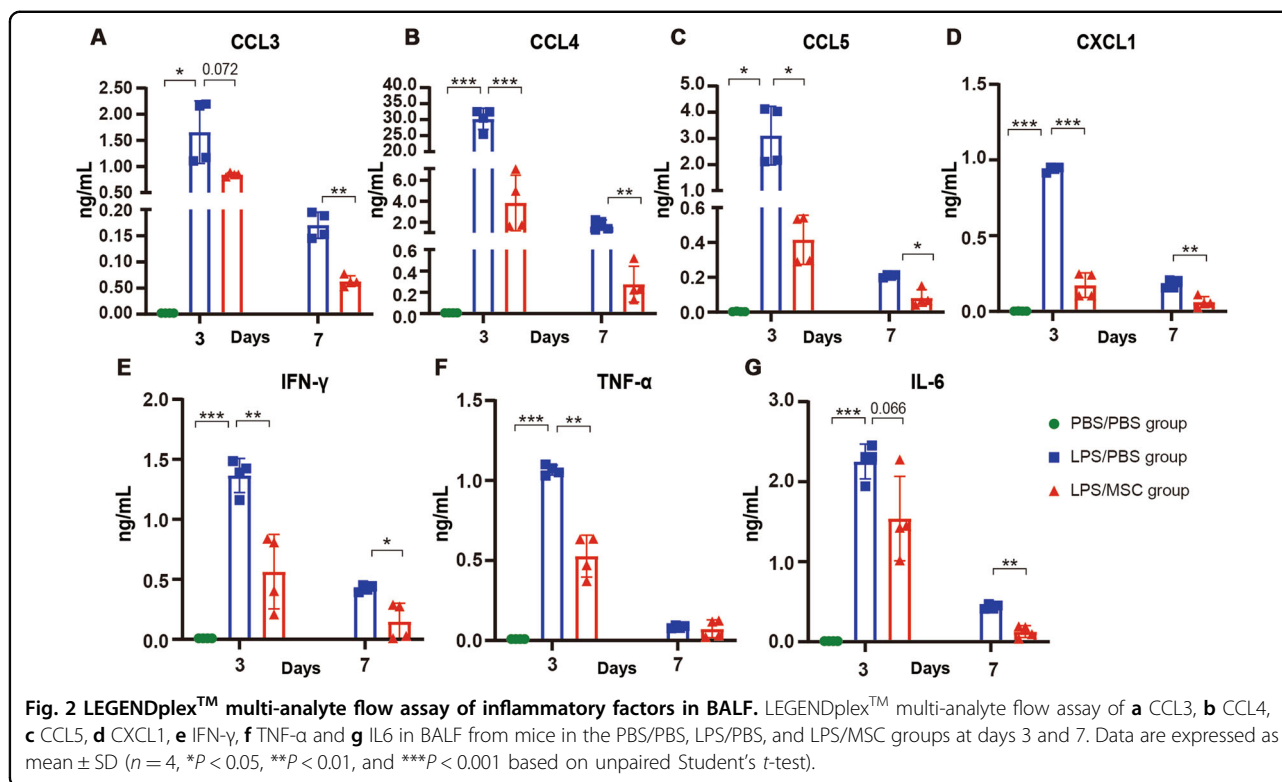 A
CCL3
*
0.072
**
ng/mL
2.50
2.00
1.50
1.00
0.50
0.20
0.15
0.10
0.05
0.00
3
Days
7
B
CCL4
***
***
**
ng/mL
40.0
35.0
30.0
25.0
20.0
15.0
10.0
6.0
4.0
2.0
0.6
0.4
0.2
0.0
3
Days
7
C
CCL5
*
*
*
ng/mL
5.0
4.0
3.0
2.0
1.0
0.6
0.4
0.2
0.0
3
Days
7
D
CXCL1
***
***
**
ng/mL
1.5
1.0
0.5
0.0
3
Days
7
E
IFN-γ
***
**
*
ng/mL
2.0
1.5
1.0
0.5
0.0
3
Days
7
F
TNF-α
***
**
ng/mL
1.5
1.0
0.5
0.0
3
Days
7
G
IL-6
***
0.066
**
ng/mL
3.0
2.0
1.0
0.0
3
Days
7
PBS/PBS group
LPS/PBS group
LPS/MSC group
Fig. 2 LEGENDplex™ multi-analyte flow assay of inflammatory factors in BALF. LEGENDplex™ multi-analyte flow assay of a CCL3, b CCL4,
c CCL5, d CXCL1, e IFN-γ, f TNF-α and g IL6 in BALF from mice in the PBS/PBS, LPS/PBS, and LPS/MSC groups at days 3 and 7. Data are expressed as
mean ± SD (n = 4, *P < 0.05, **P < 0.01, and ***P < 0.001 based on unpaired Student's t-test).